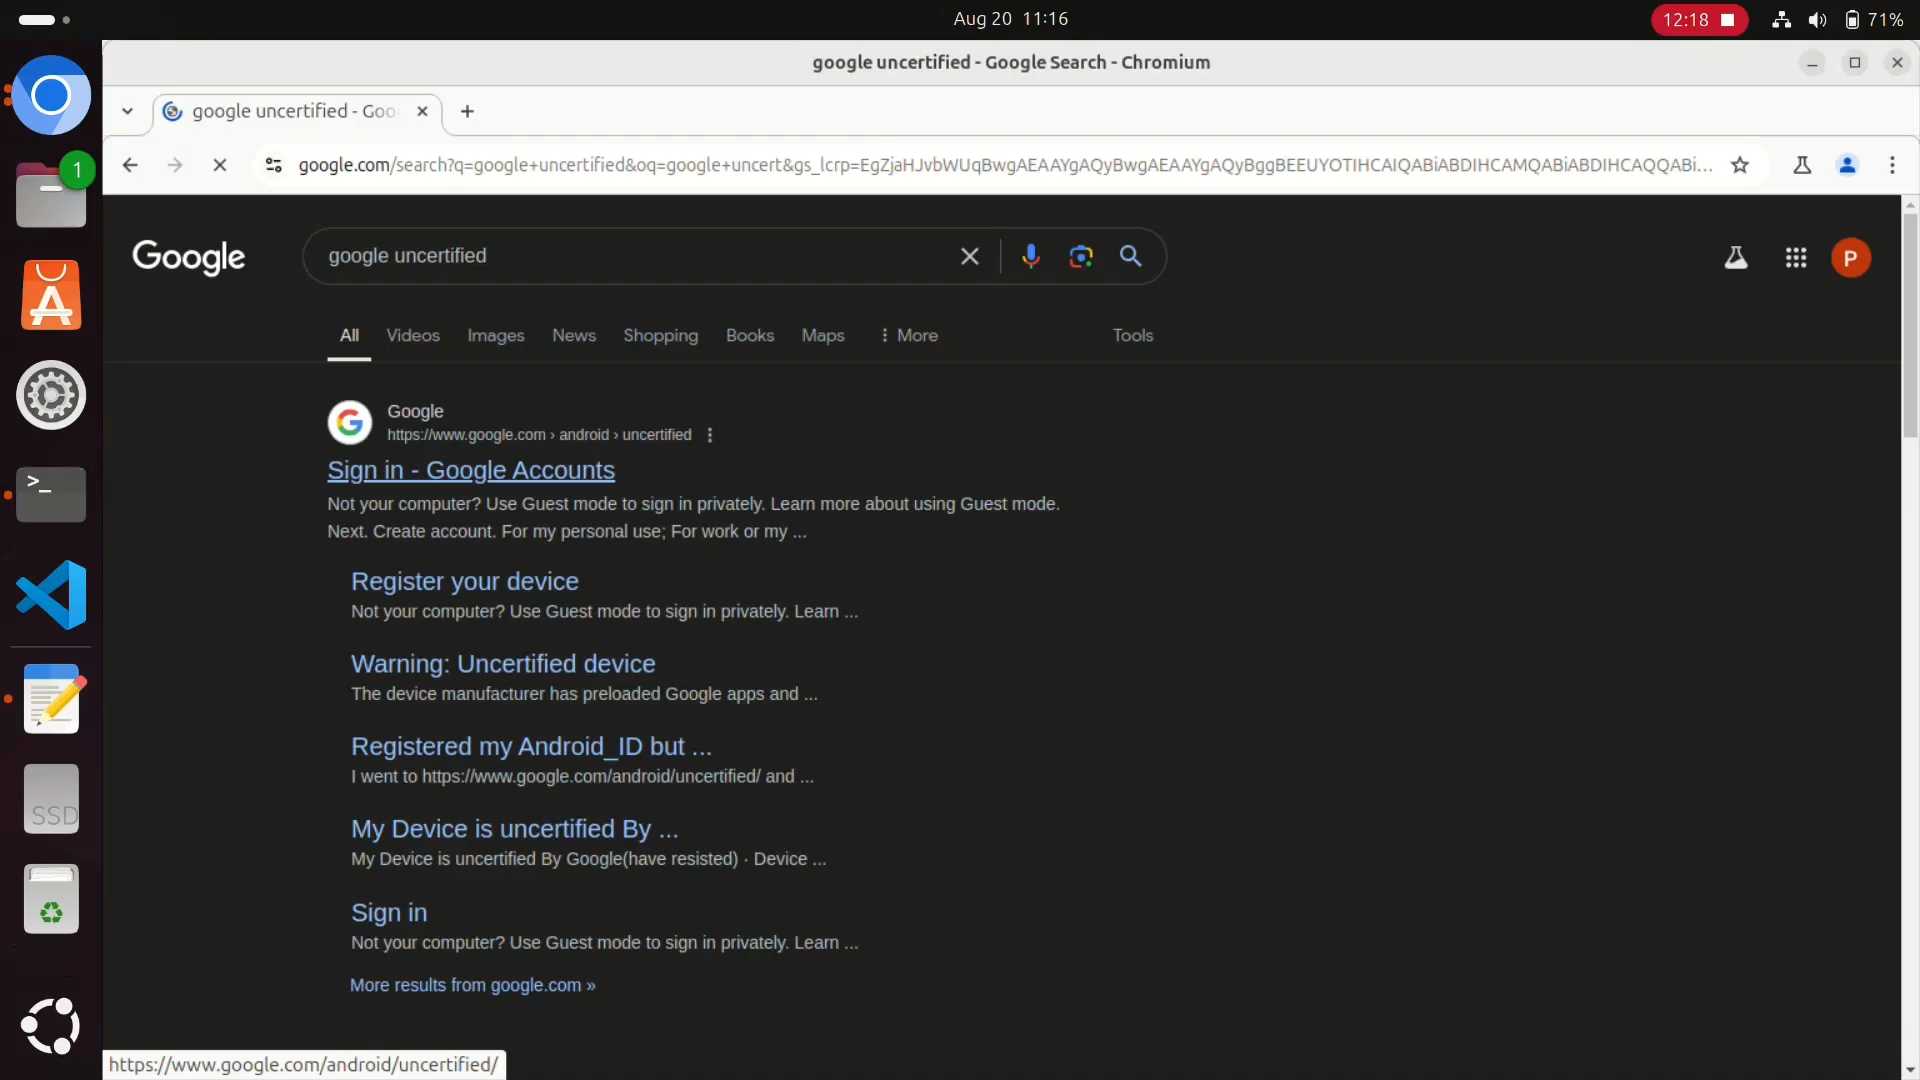 Aug 20 11:16
12:18
71%
google uncertified - Google Search - Chromium
google uncertified - Goo
google.com/search?q=google+uncertified&oq=google+uncert&gs_lcrp=EgZjaHJvbWUqBwgAEAAYgAQyBwgAEAAYgAQyBggBEEUYOTIHCAIQABiABDIHCAMQABiABDIHCAQQABi...
1
Google
google uncertified
P
All
Videos
Images
News
Shopping
Books
Maps
More
Tools
Google
https://www.google.com › android › uncertified
Sign in - Google Accounts
Not your computer? Use Guest mode to sign in privately. Learn more about using Guest mode.
Next. Create account. For my personal use; For work or my ...
Register your device
Not your computer? Use Guest mode to sign in privately. Learn ...
Warning: Uncertified device
The device manufacturer has preloaded Google apps and ...
Registered my Android_ID but ...
I went to https://www.google.com/android/uncertified/ and ...
My Device is uncertified By ...
My Device is uncertified By Google(have resisted) · Device ...
Sign in
Not your computer? Use Guest mode to sign in privately. Learn ...
More results from google.com »
SSD
https://www.google.com/android/uncertified/